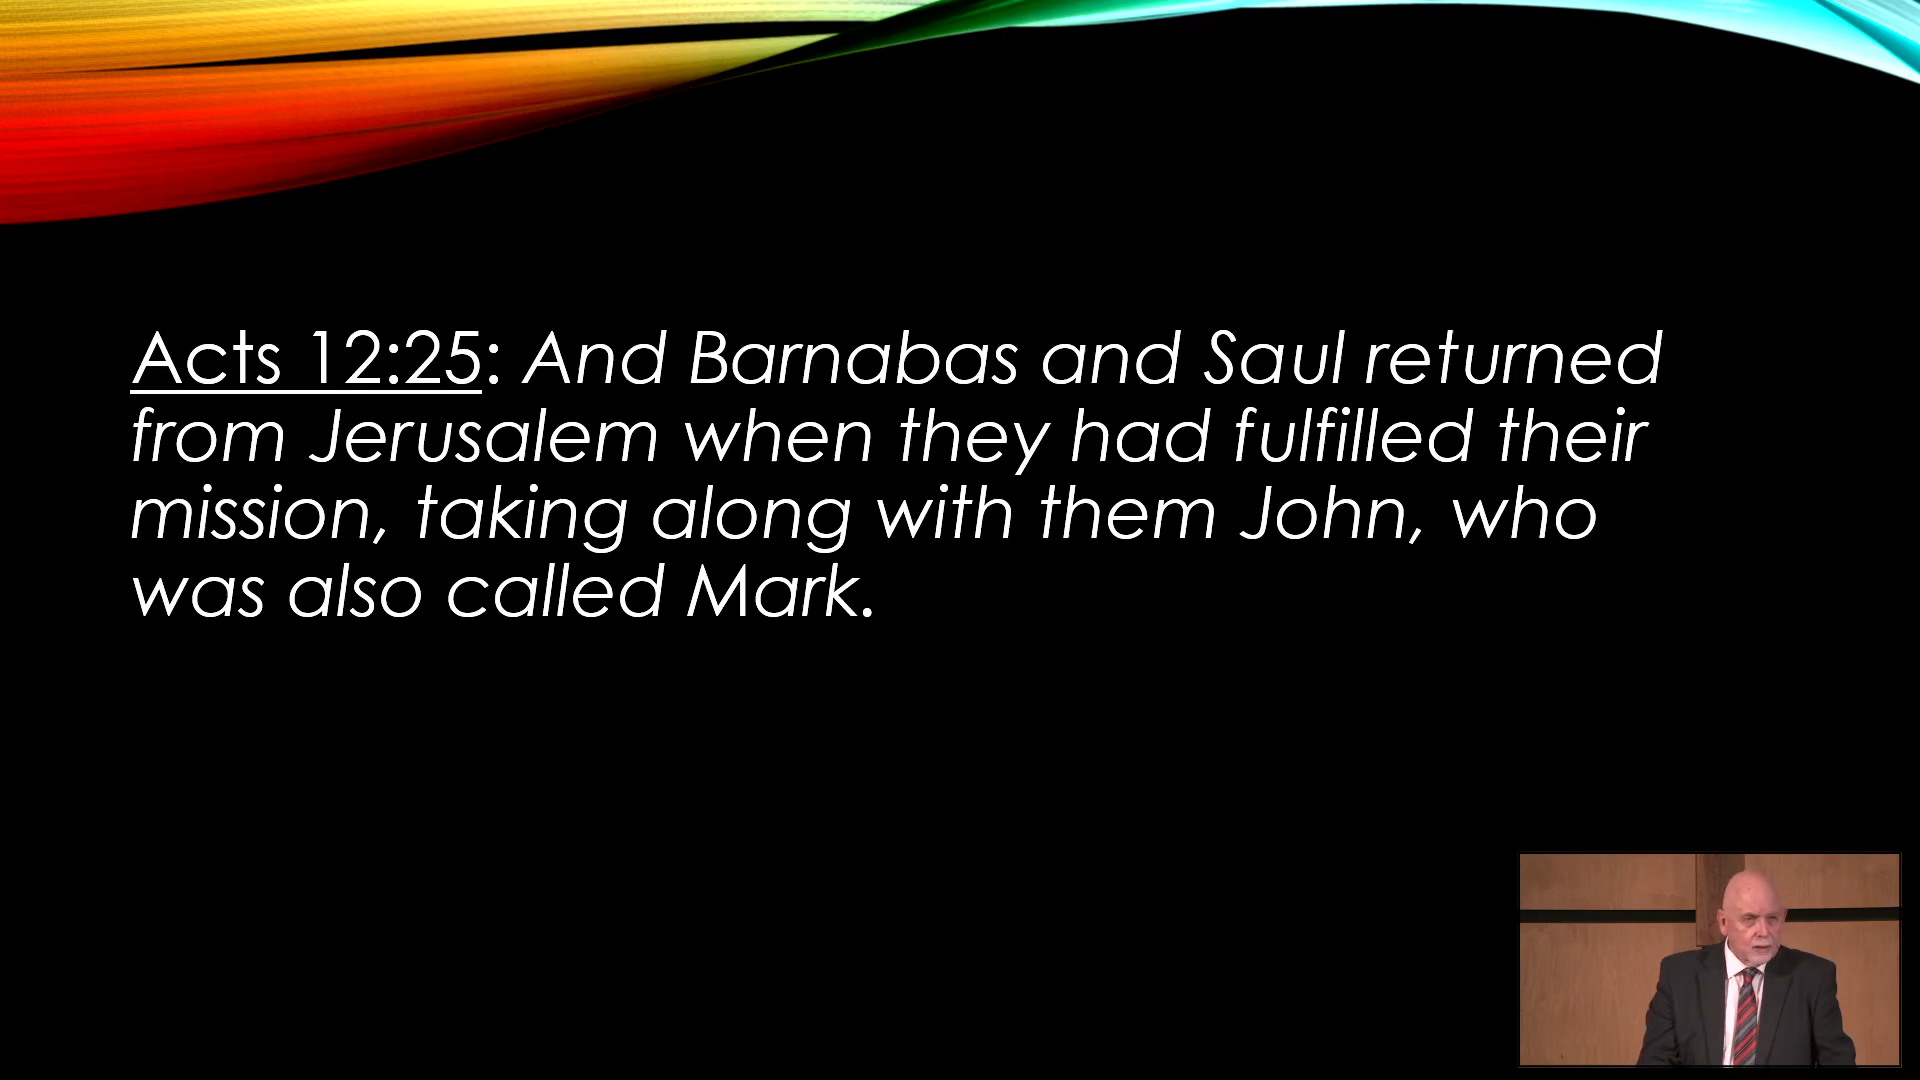 Acts 12:25: And Barnabas and Saul returned
from Jerusalem when they had fulfilled their
mission, taking along with them John, who
was also called Mark.